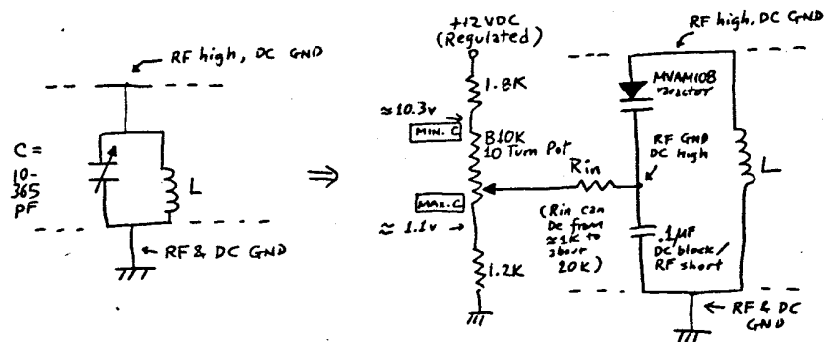 RF high, DC GND
C =
10-
365
PF
L
RF & DC GND
⇒
+12 VDC
(Regulated)
1.8K
≈10.3v
MIN. C
B10K
10 Turn Pot
MAX. C
≈ 1.1v
1.2K
Rin
(Rin can
be from
≈1K to
about
20K)
RF high, DC GND
MVAM108
Varactor
RF GND
DC high
L
.1µF
DC block/
RF short
RF & DC
GND